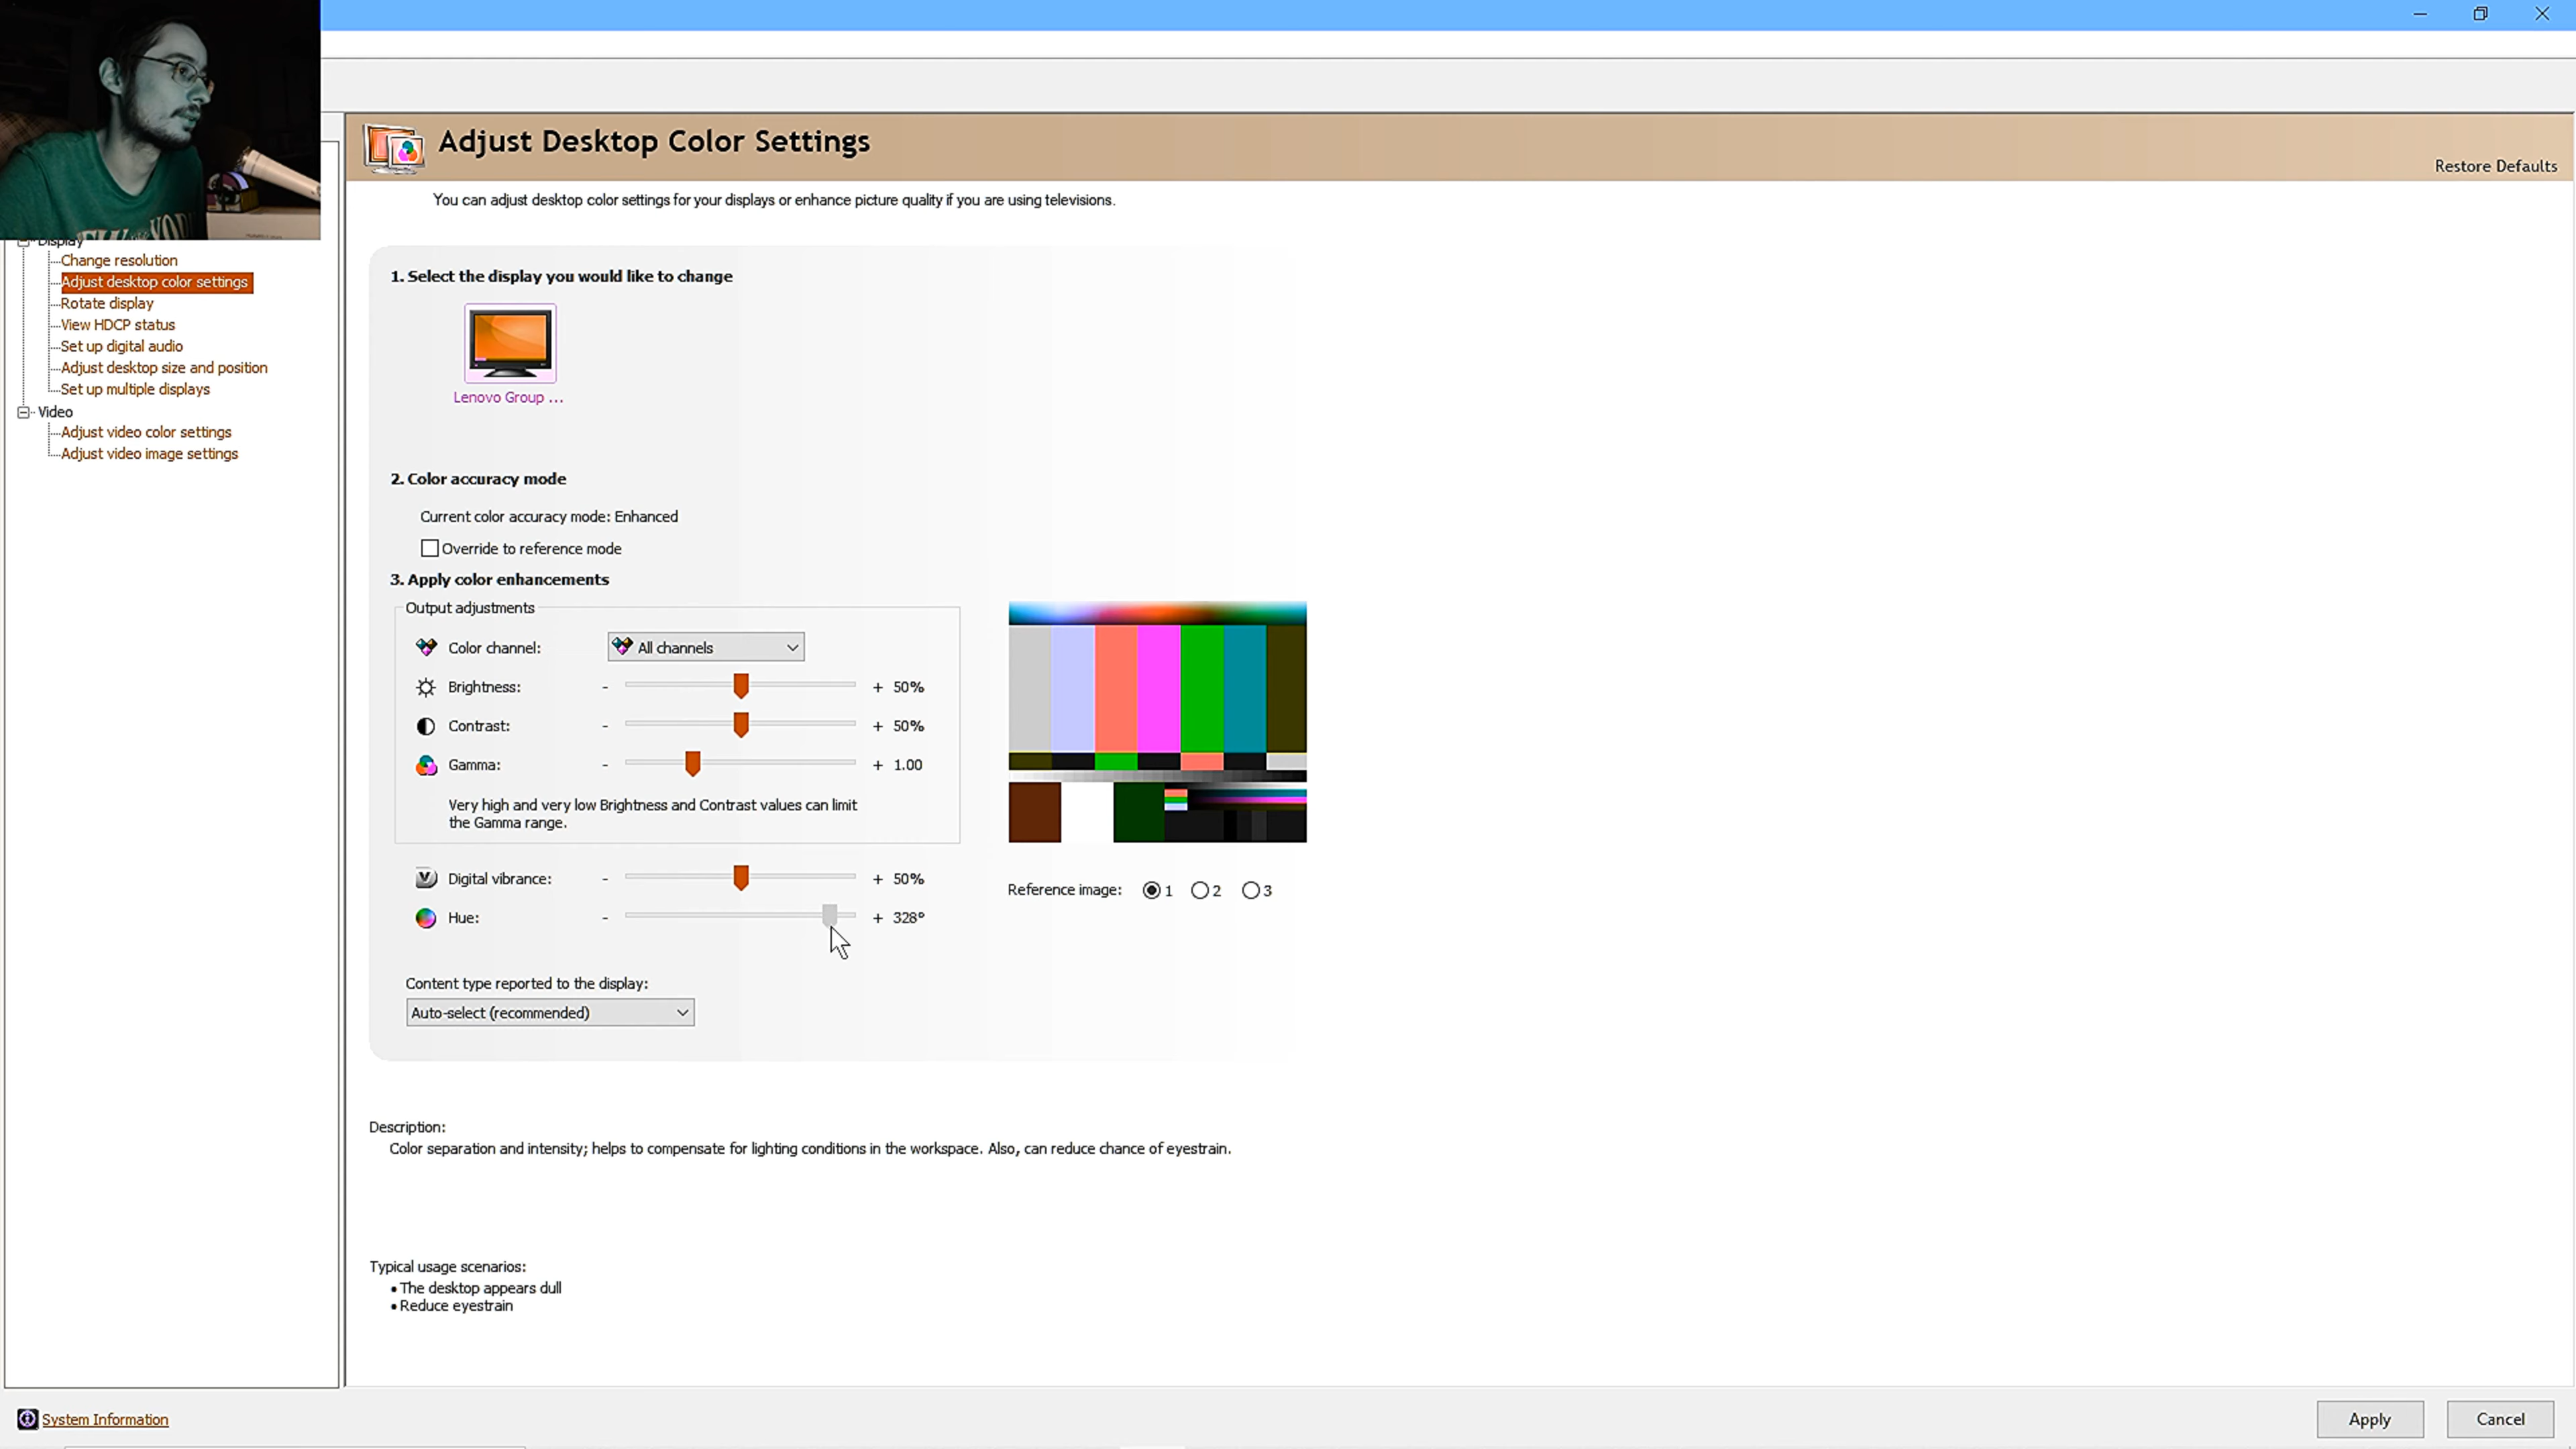 Adjust Desktop Color Settings
Restore Defaults
You can adjust desktop color settings for your displays or enhance picture quality if you are using televisions.
Display
Change resolution
Adjust desktop color settings
Rotate display
View HDCP status
Set up digital audio
Adjust desktop size and position
Set up multiple displays
Video
Adjust video color settings
Adjust video image settings
1. Select the display you would like to change
Lenovo Group ...
2. Color accuracy mode
Current color accuracy mode: Enhanced
Override to reference mode
3. Apply color enhancements
Output adjustments
Color channel: All channels
Brightness: - + 50%
Contrast: - + 50%
Gamma: - + 1.00
Very high and very low Brightness and Contrast values can limit
the Gamma range.
Digital vibrance: - + 50%
Hue: - + 328°
Reference image: 1 2 3
Content type reported to the display:
Auto-select (recommended)
Description:
Color separation and intensity; helps to compensate for lighting conditions in the workspace. Also, can reduce chance of eyestrain.
Typical usage scenarios:
• The desktop appears dull
• Reduce eyestrain
System Information
Apply
Cancel